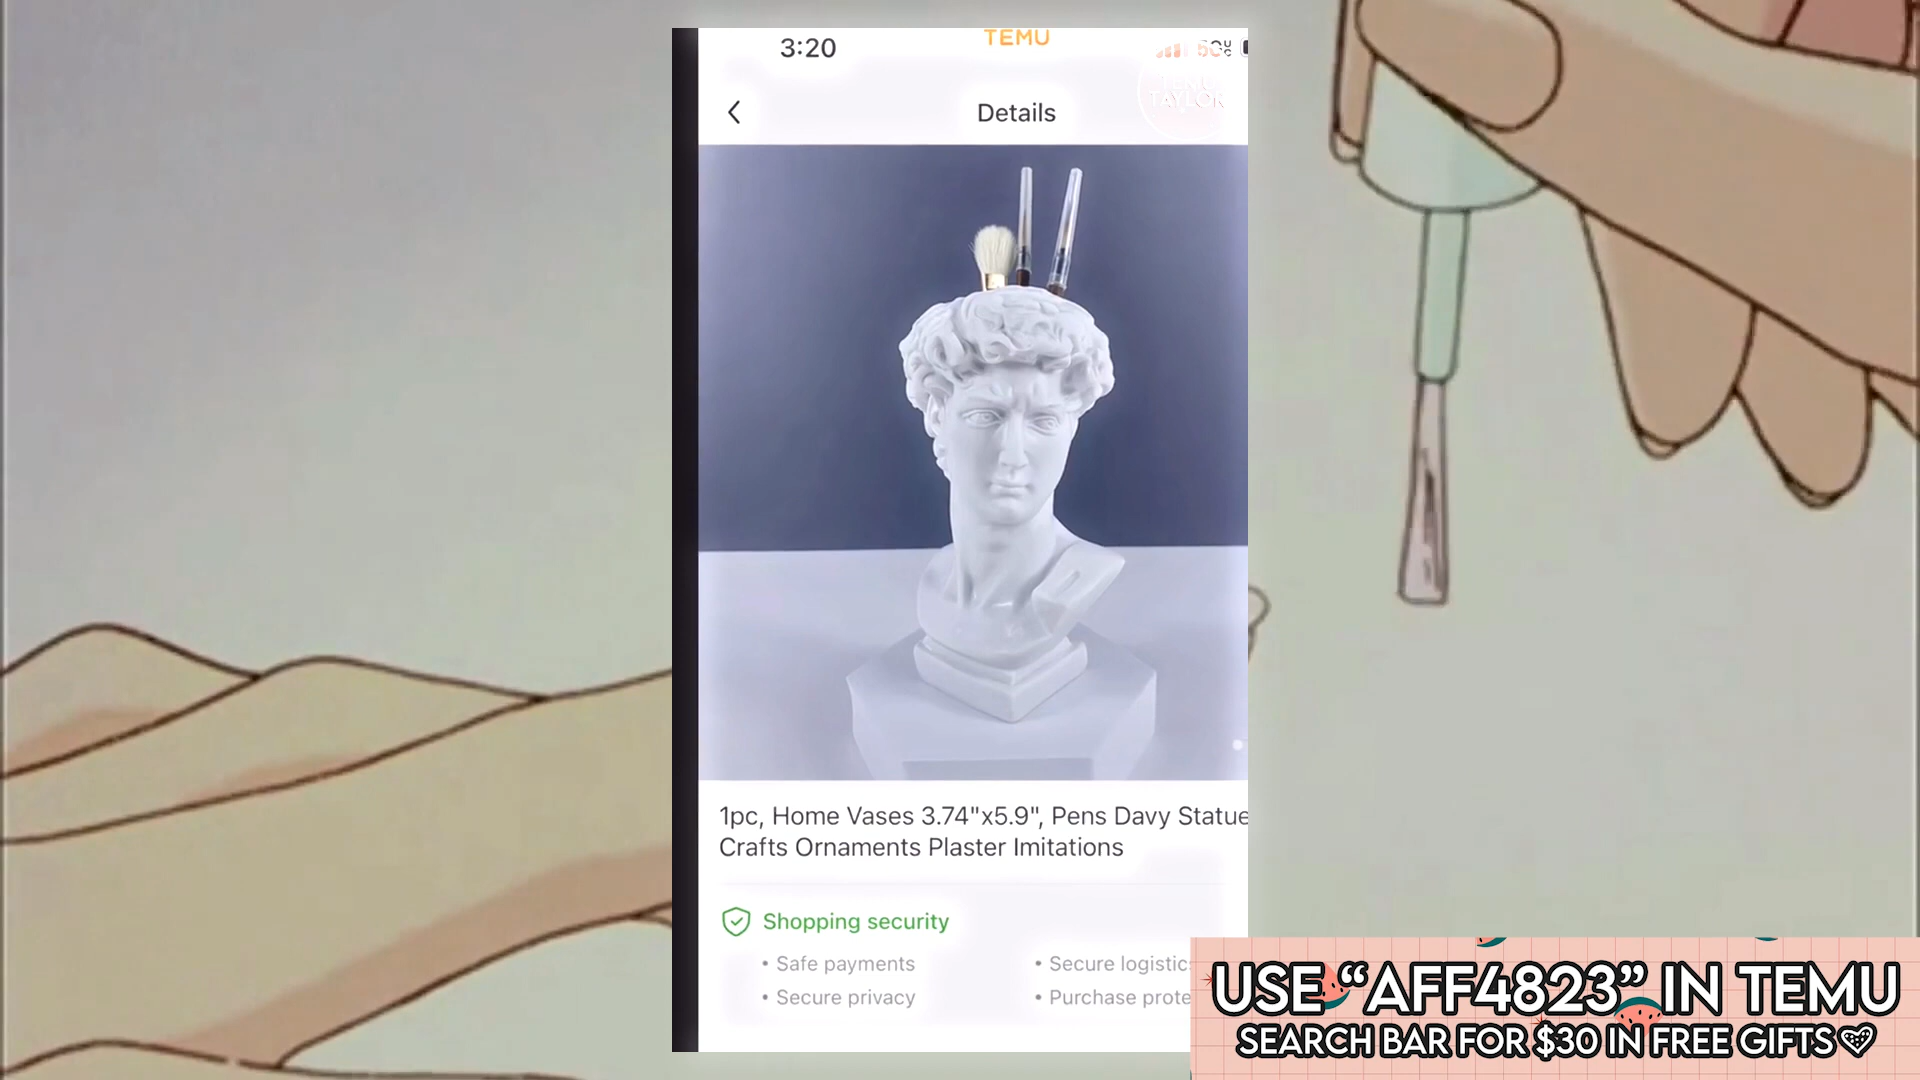 TEMU
3:20
5G
TAYLOR
Details
1pc, Home Vases 3.74"x5.9", Pens Davy Statue
Crafts Ornaments Plaster Imitations
Shopping security
• Safe payments
• Secure logistic
• Secure privacy
• Purchase prote
USE “AFF4823” IN TEMU
SEARCH BAR FOR $30 IN FREE GIFTS